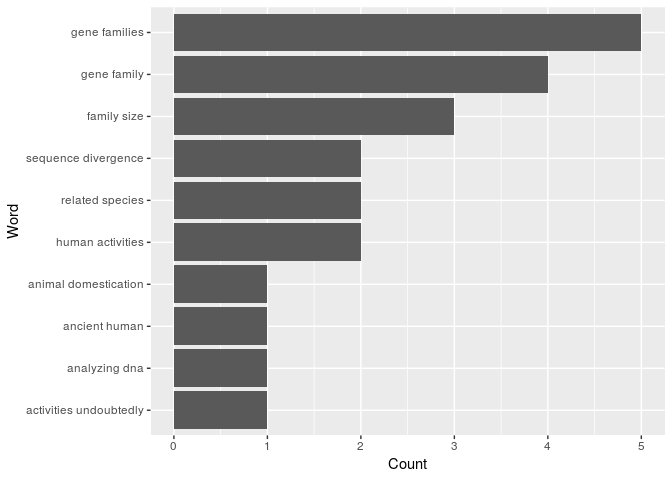 gene families
gene family
family size
sequence divergence
related species
human activities
animal domestication
ancient human
analyzing dna
activities undoubtedly
Word
0 1 2 3 4 5
Count